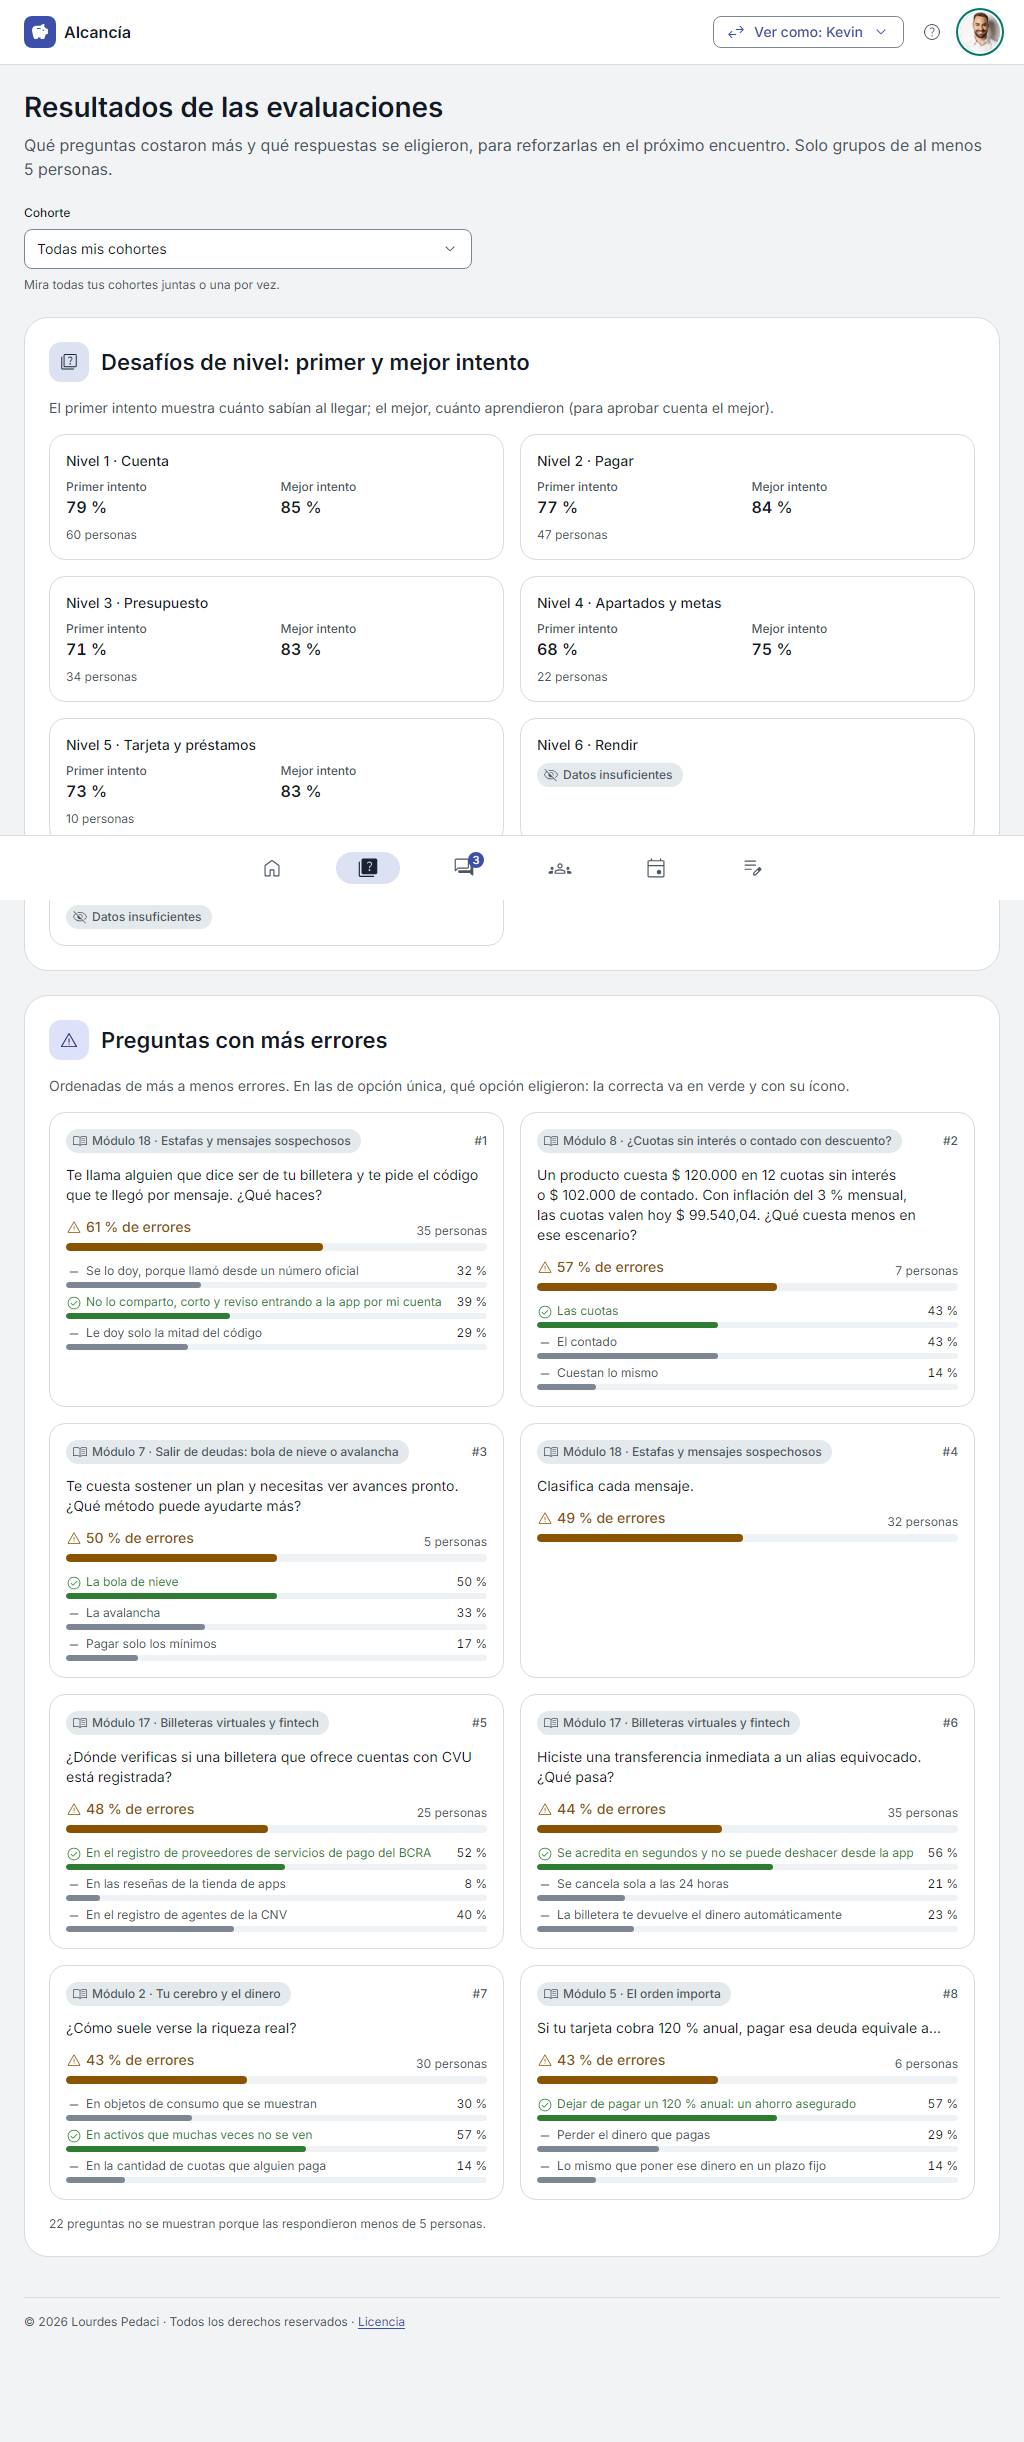 Alcancía
Ver como: Kevin
Resultados de las evaluaciones
Qué preguntas costaron más y qué respuestas se eligieron, para reforzarlas en el próximo encuentro. Solo grupos de al menos
5 personas.
Cohorte
Todas mis cohortes
Mira todas tus cohortes juntas o una por vez.
Desafíos de nivel: primer y mejor intento
El primer intento muestra cuánto sabían al llegar; el mejor, cuánto aprendieron (para aprobar cuenta el mejor).
Nivel 1 · Cuenta
Primer intento Mejor intento
79 % 85 %
60 personas
Nivel 2 · Pagar
Primer intento Mejor intento
77 % 84 %
47 personas
Nivel 3 · Presupuesto
Primer intento Mejor intento
71 % 83 %
34 personas
Nivel 4 · Apartados y metas
Primer intento Mejor intento
68 % 75 %
22 personas
Nivel 5 · Tarjeta y préstamos
Primer intento Mejor intento
73 % 83 %
10 personas
Nivel 6 · Rendir
Datos insuficientes
3
Datos insuficientes
Preguntas con más errores
Ordenadas de más a menos errores. En las de opción única, qué opción eligieron: la correcta va en verde y con su ícono.
Módulo 18 · Estafas y mensajes sospechosos #1
Te llama alguien que dice ser de tu billetera y te pide el código
que te llegó por mensaje. ¿Qué haces?
61 % de errores 35 personas
Se lo doy, porque llamó desde un número oficial 32 %
No lo comparto, corto y reviso entrando a la app por mi cuenta 39 %
Le doy solo la mitad del código 29 %
Módulo 8 · ¿Cuotas sin interés o contado con descuento? #2
Un producto cuesta $ 120.000 en 12 cuotas sin interés
o $ 102.000 de contado. Con inflación del 3 % mensual,
las cuotas valen hoy $ 99.540,04. ¿Qué cuesta menos en
ese escenario?
57 % de errores 7 personas
Las cuotas 43 %
El contado 43 %
Cuestan lo mismo 14 %
Módulo 7 · Salir de deudas: bola de nieve o avalancha #3
Te cuesta sostener un plan y necesitas ver avances pronto.
¿Qué método puede ayudarte más?
50 % de errores 5 personas
La bola de nieve 50 %
La avalancha 33 %
Pagar solo los mínimos 17 %
Módulo 18 · Estafas y mensajes sospechosos #4
Clasifica cada mensaje.
49 % de errores 32 personas
Módulo 17 · Billeteras virtuales y fintech #5
¿Dónde verificas si una billetera que ofrece cuentas con CVU
está registrada?
48 % de errores 25 personas
En el registro de proveedores de servicios de pago del BCRA 52 %
En las reseñas de la tienda de apps 8 %
En el registro de agentes de la CNV 40 %
Módulo 17 · Billeteras virtuales y fintech #6
Hiciste una transferencia inmediata a un alias equivocado.
¿Qué pasa?
44 % de errores 35 personas
Se acredita en segundos y no se puede deshacer desde la app 56 %
Se cancela sola a las 24 horas 21 %
La billetera te devuelve el dinero automáticamente 23 %
Módulo 2 · Tu cerebro y el dinero #7
¿Cómo suele verse la riqueza real?
43 % de errores 30 personas
En objetos de consumo que se muestran 30 %
En activos que muchas veces no se ven 57 %
En la cantidad de cuotas que alguien paga 14 %
Módulo 5 · El orden importa #8
Si tu tarjeta cobra 120 % anual, pagar esa deuda equivale a...
43 % de errores 6 personas
Dejar de pagar un 120 % anual: un ahorro asegurado 57 %
Perder el dinero que pagas 29 %
Lo mismo que poner ese dinero en un plazo fijo 14 %
22 preguntas no se muestran porque las respondieron menos de 5 personas.
© 2026 Lourdes Pedaci · Todos los derechos reservados · Licencia